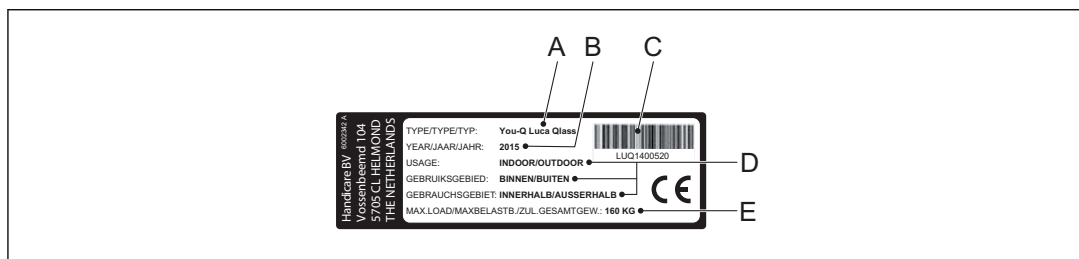 A B C
Handicare BV 6002342 A
Vossenbeemd 104
5705 CL HELMOND
THE NETHERLANDS
TYPE/TYPE/TYP: You-Q Luca Qlass
YEAR/JAAR/JAHR: 2015
LUQ1400520
USAGE: INDOOR/OUTDOOR
D
GEBRUIKSGEBIED: BINNEN/BUITEN
GEBRAUCHSGEBIET: INNERHALB/AUSSERHALB
CE
MAX.LOAD/MAXBELASTB./ZUL.GESAMTGEW.: 160 KG
E